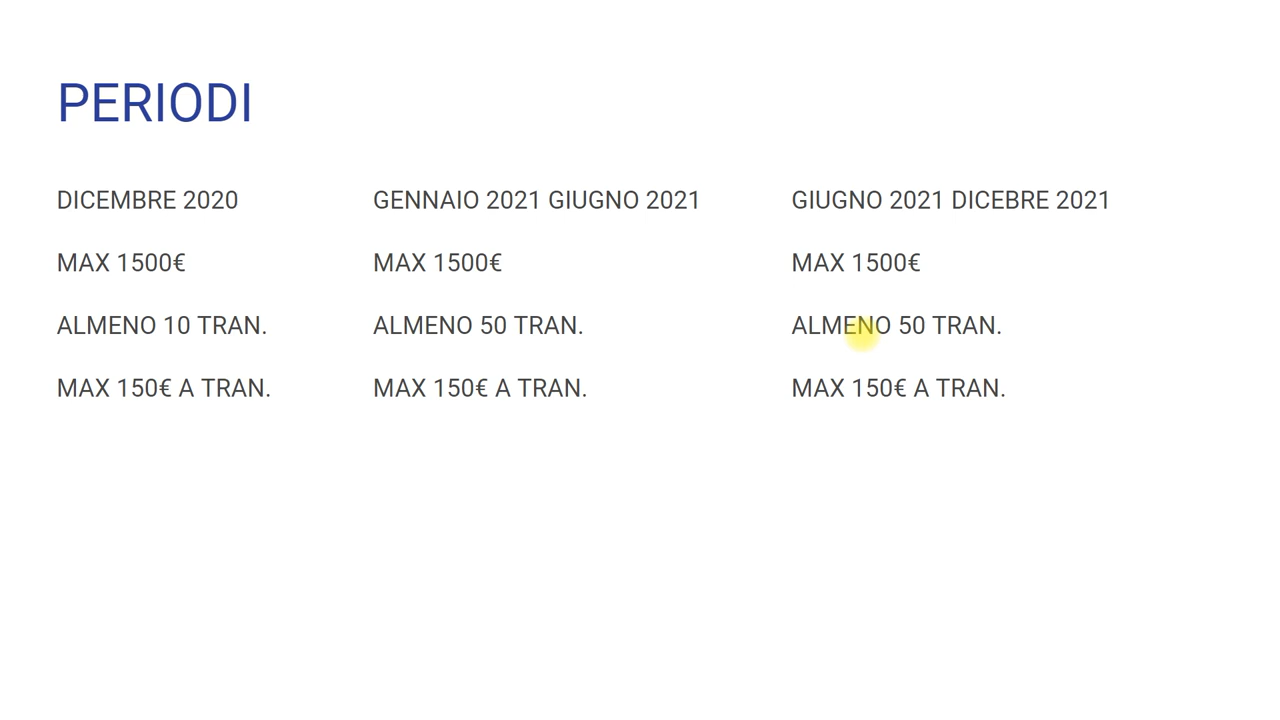 PERIODI
DICEMBRE 2020
MAX 1500€
ALMENO 10 TRAN.
MAX 150€ A TRAN.
GENNAIO 2021 GIUGNO 2021
MAX 1500€
ALMENO 50 TRAN.
MAX 150€ A TRAN.
GIUGNO 2021 DICEBRE 2021
MAX 1500€
ALMENO 50 TRAN.
MAX 150€ A TRAN.